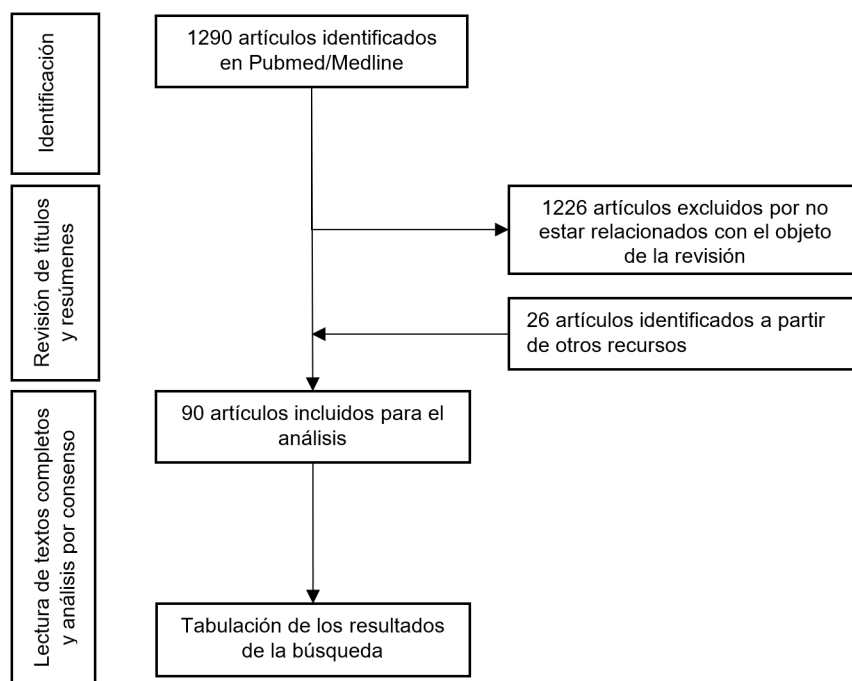 Identificación
1290 artículos identificados
en Pubmed/Medline
Revisión de títulos
y resúmenes
1226 artículos excluidos por no
estar relacionados con el objeto
de la revisión
26 artículos identificados a partir
de otros recursos
Lectura de textos completos
y análisis por consenso
90 artículos incluidos para el
análisis
Tabulación de los resultados
de la búsqueda